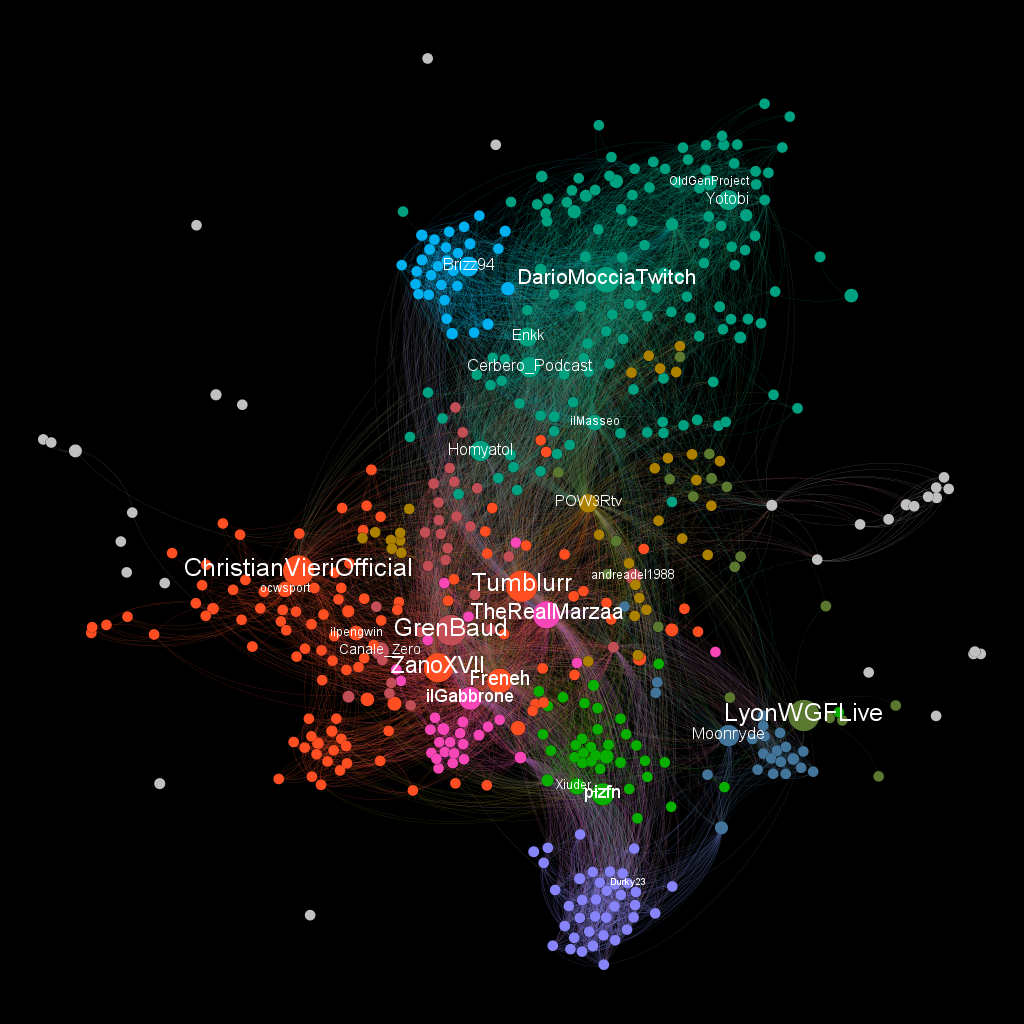 OldGenProject
Yotobi
Brizz94
DarioMocciaTwitch
Enkk
Cerbero_Podcast
ilMasseo
Homyatol
POW3Rtv
ChristianVieriOfficial
andreadel1988
Tumblurr
ocwsport
TheRealMarzaa
GrenBaud
ilpengwin
Canale_Zero
ZanoXVII
Freneh
ilGabbrone
LyonWGFLive
Moonryde
Xiuder
pizfn
Durky23